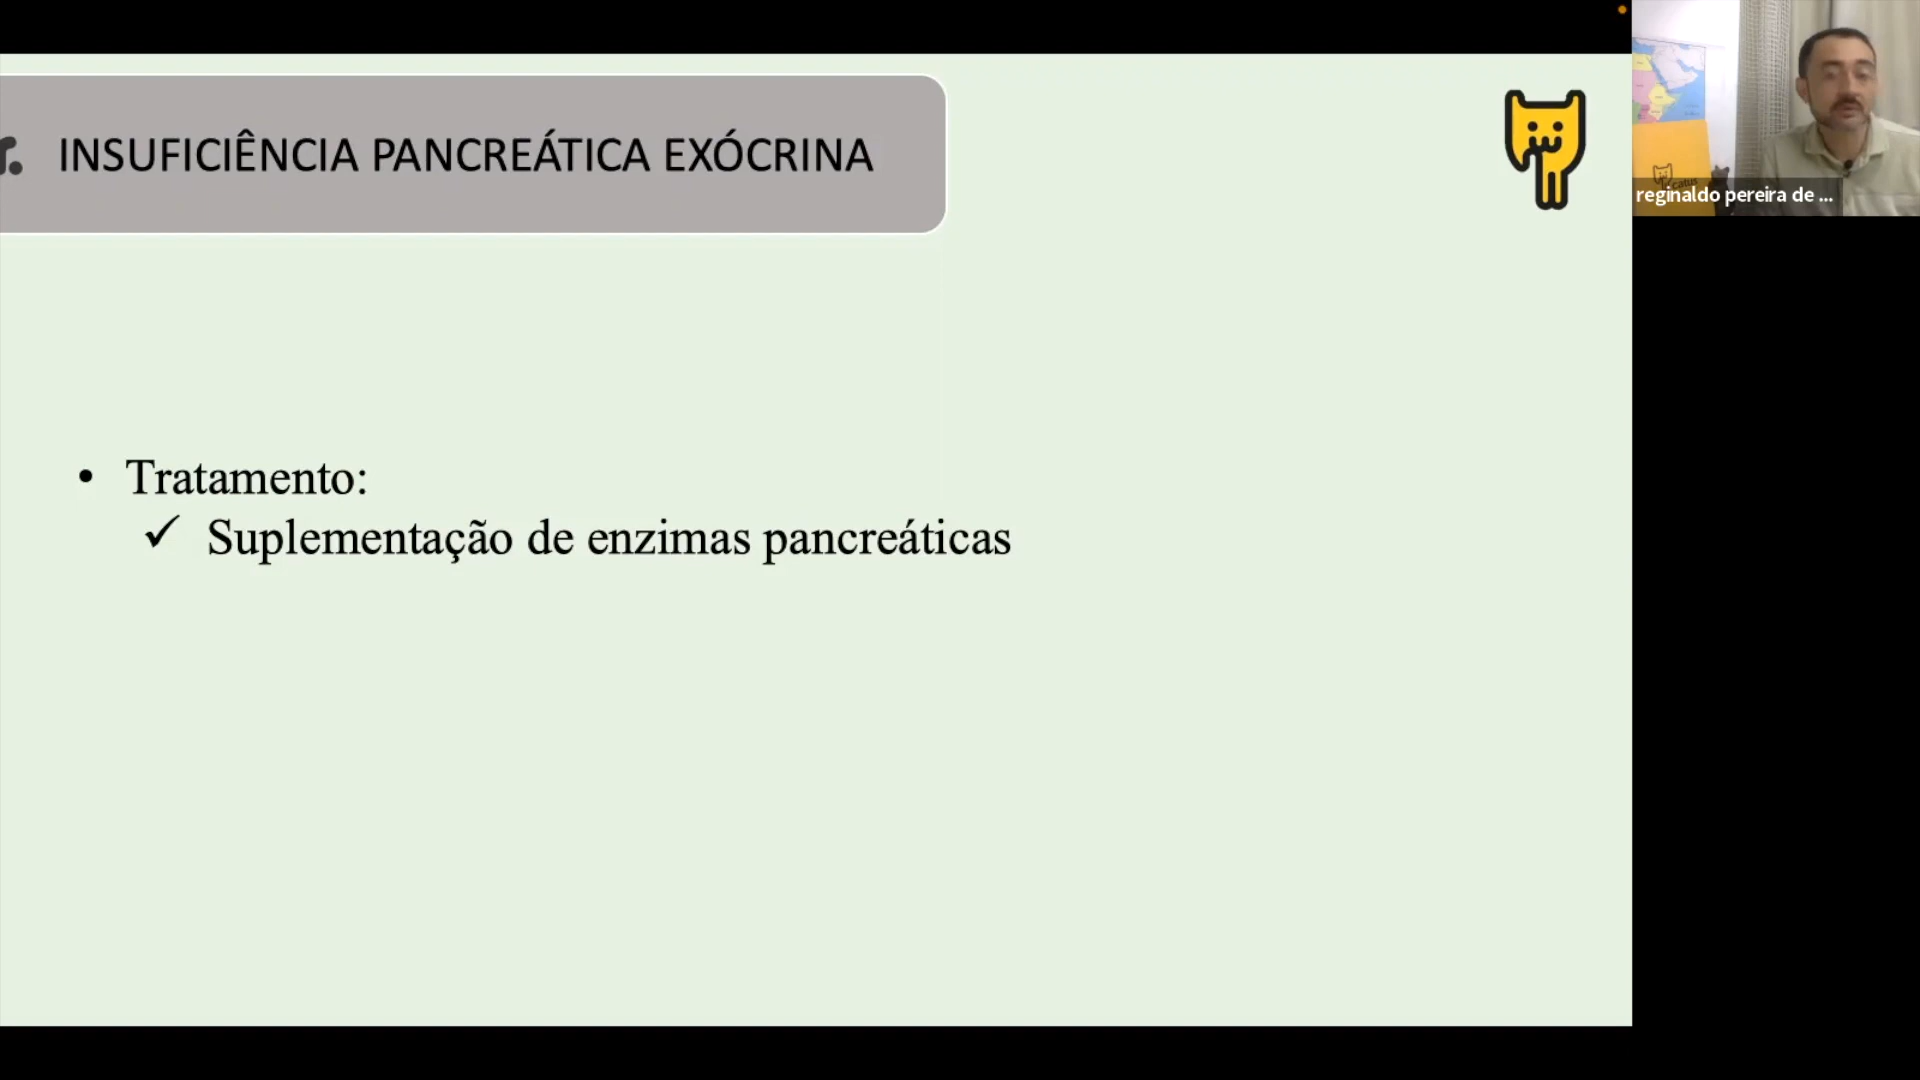 INSUFICIÊNCIA PANCREÁTICA EXÓCRINA
reginaldo pereira de ...
• Tratamento:
✓ Suplementação de enzimas pancreáticas